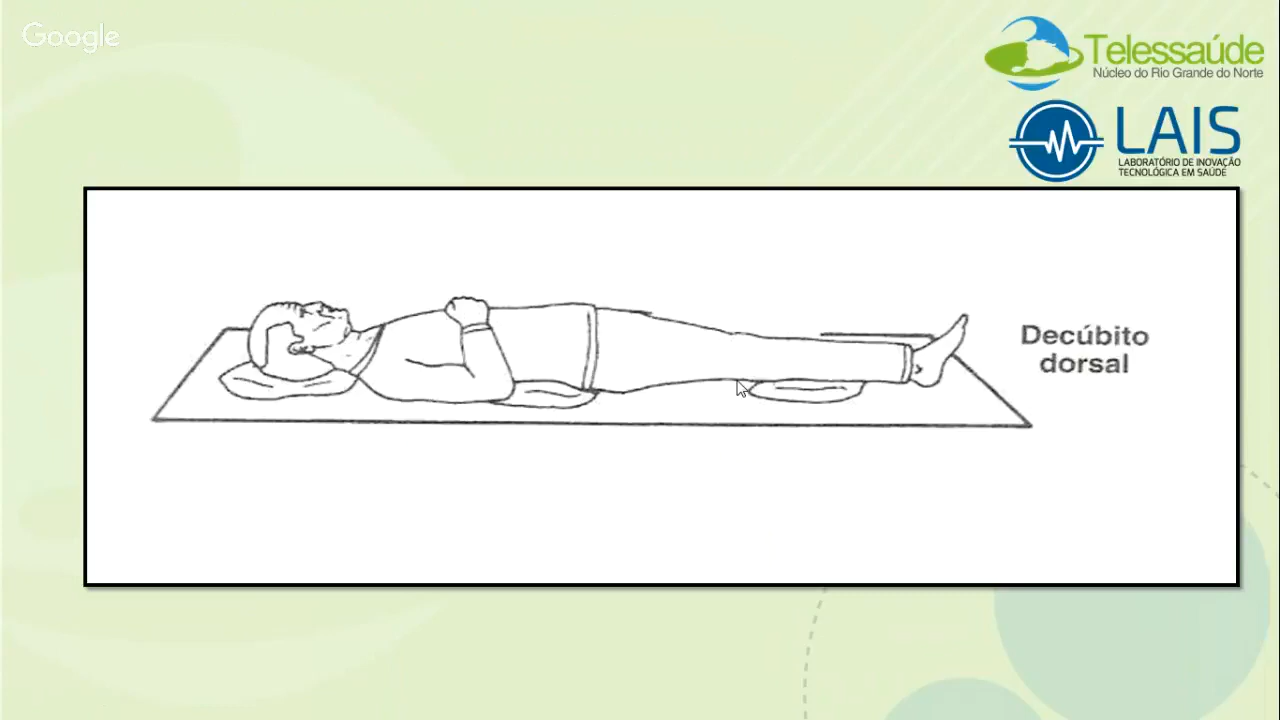 Google
Telessaúde
Núcleo do Rio Grande do Norte
LAIS
LABORATÓRIO DE INOVAÇÃO
TECNOLÓGICA EM SAÚDE
Decúbito
dorsal